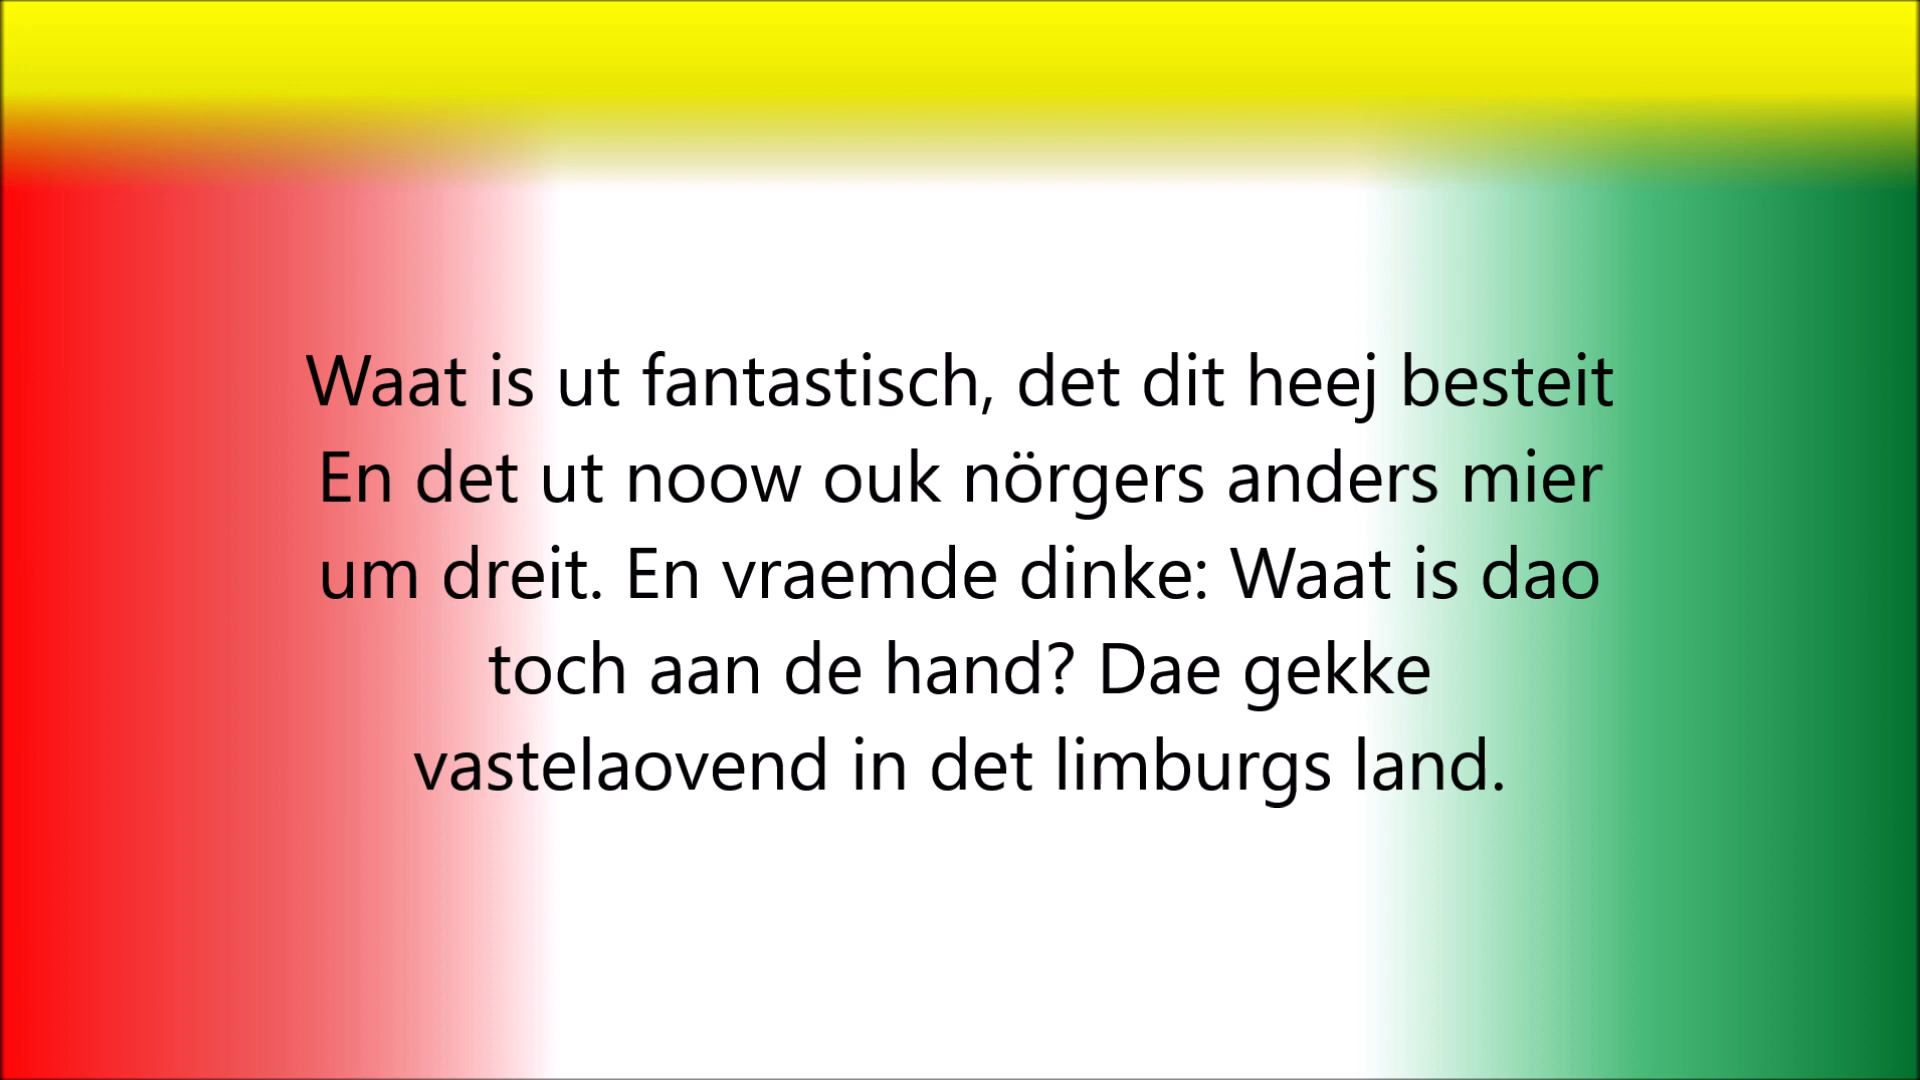 Waat is ut fantastisch, det dit heej besteit
En det ut noow ouk nörgers anders mier
um dreit. En vraemde dinke: Waat is dao
toch aan de hand? Dae gekke
vastelaovend in det limburgs land.